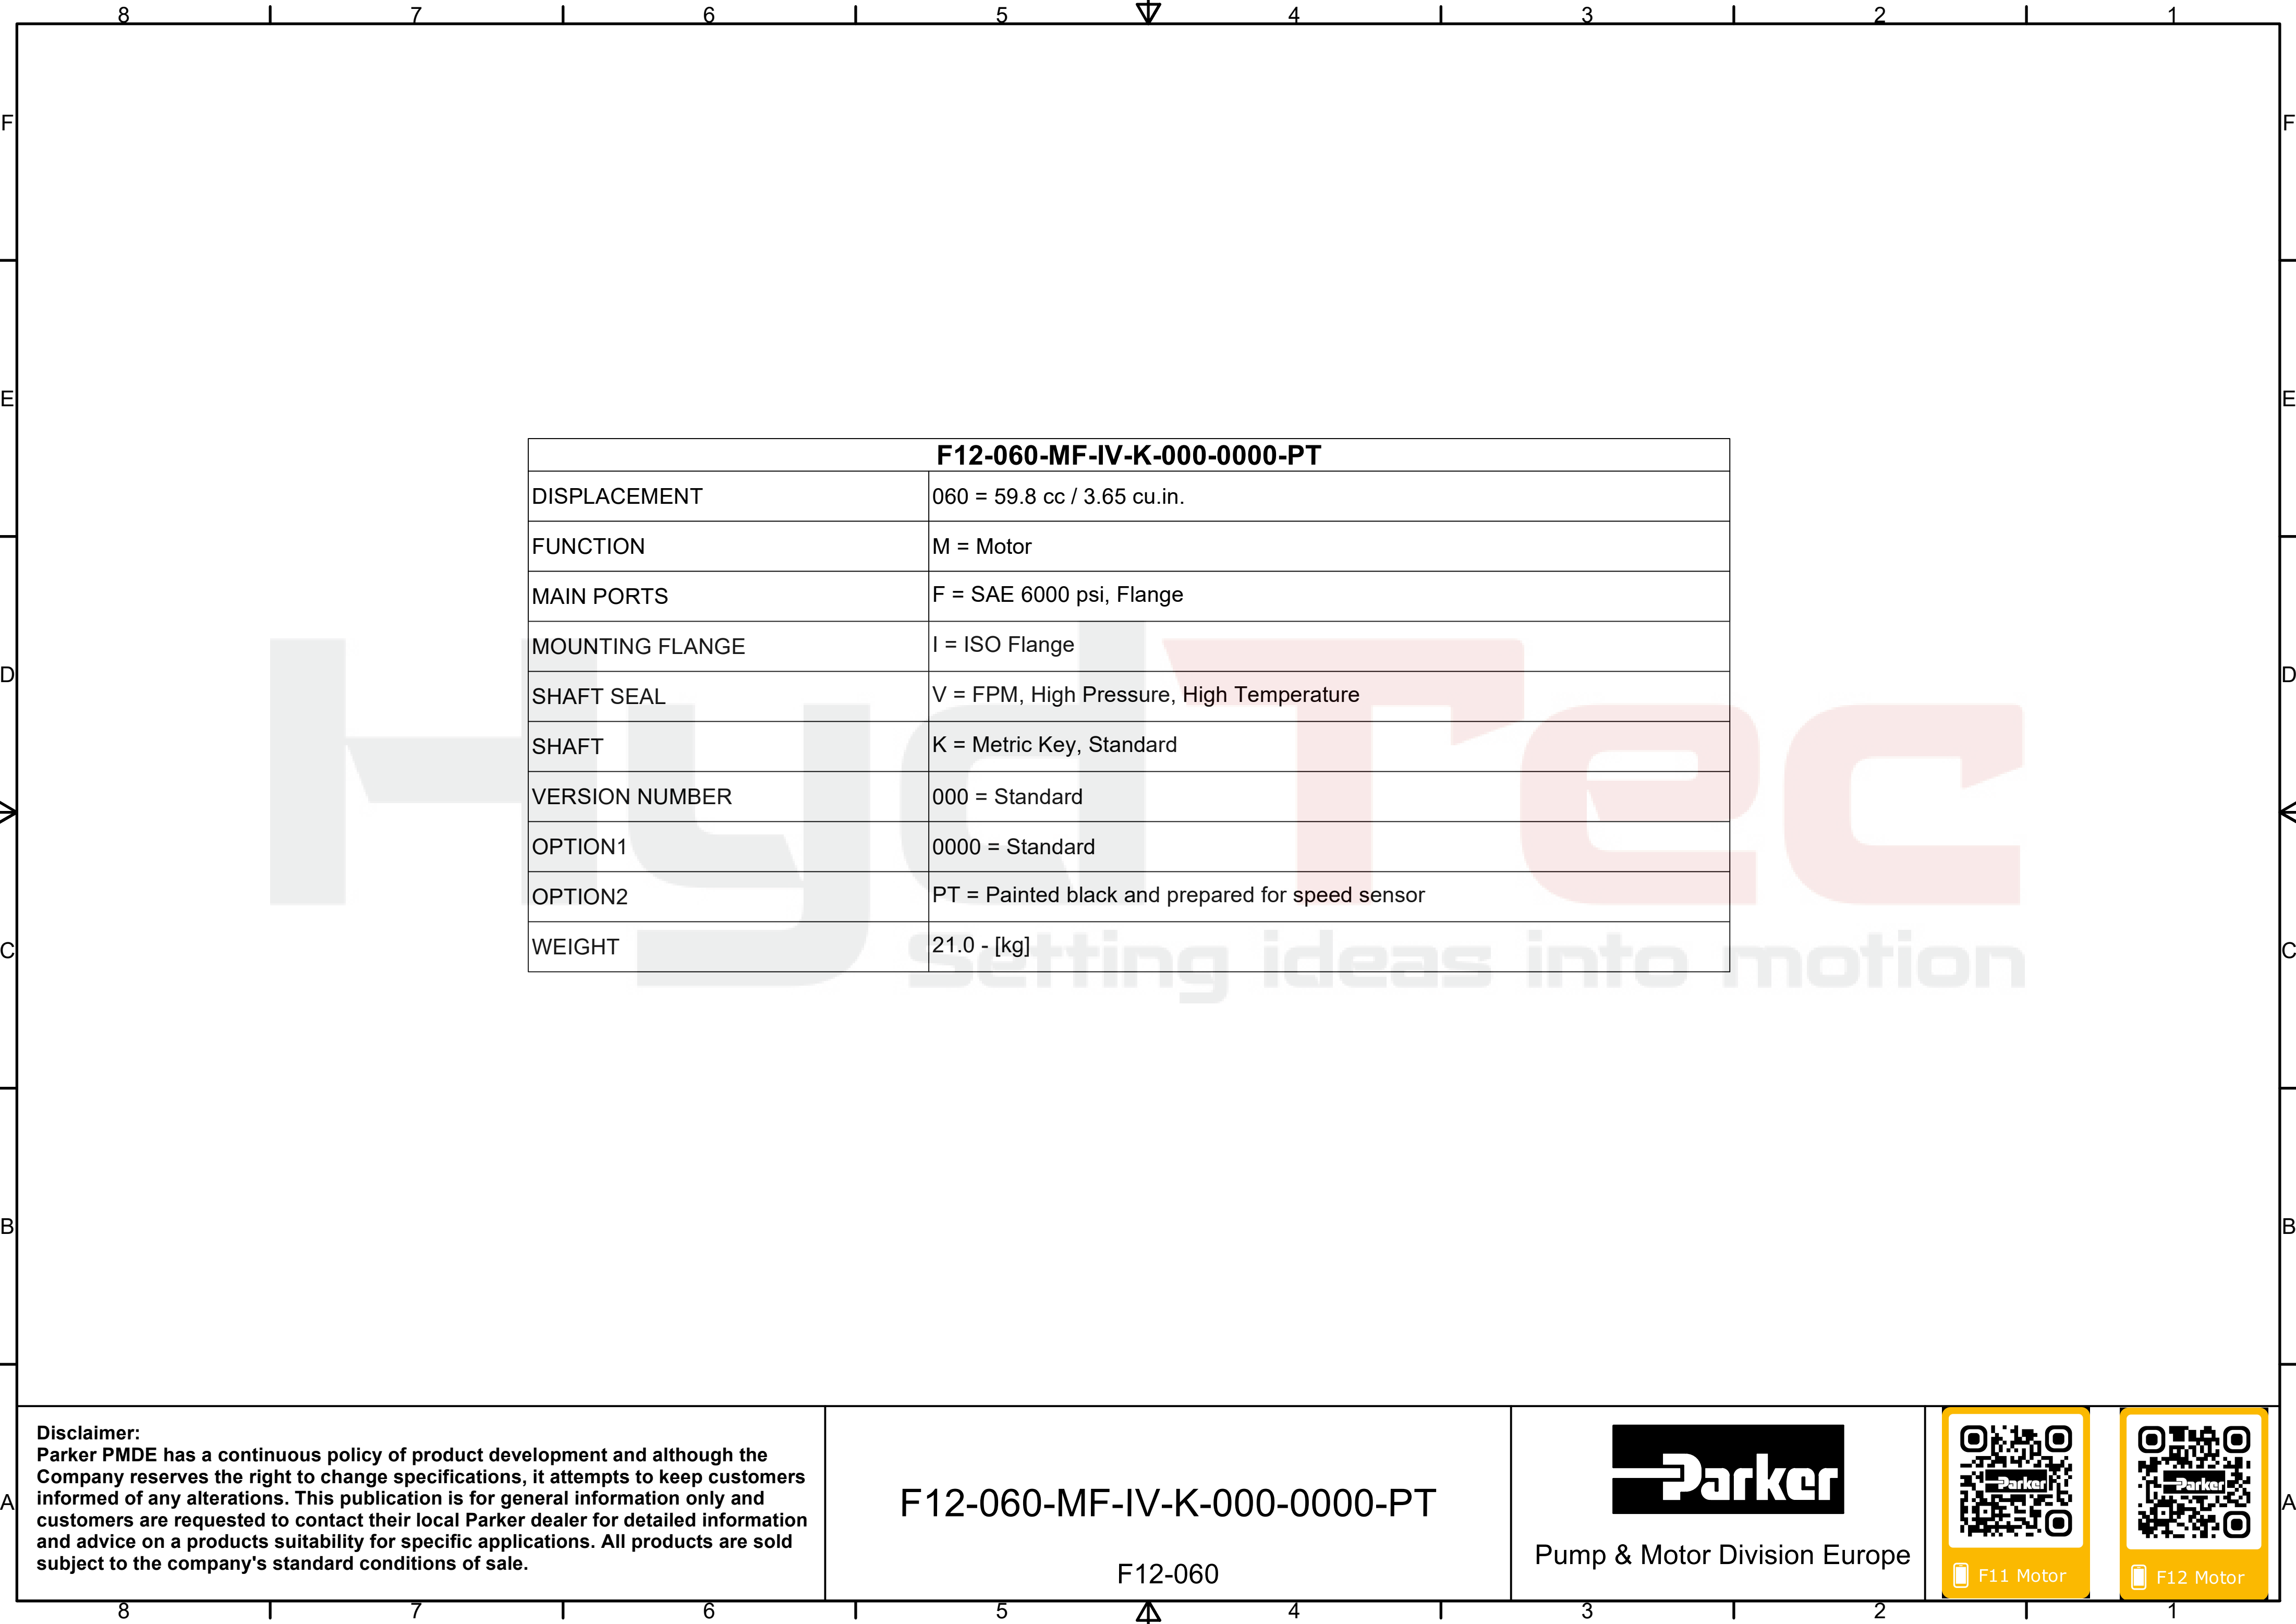 8 7 6 5 4 3 2 1
F F
E E
F12-060-MF-IV-K-000-0000-PT
DISPLACEMENT 060 = 59.8 cc / 3.65 cu.in.
FUNCTION M = Motor
MAIN PORTS F = SAE 6000 psi, Flange
MOUNTING FLANGE I = ISO Flange
D D
SHAFT SEAL V = FPM, High Pressure, High Temperature
SHAFT K = Metric Key, Standard
VERSION NUMBER 000 = Standard
OPTION1 0000 = Standard
OPTION2 PT = Painted black and prepared for speed sensor
WEIGHT 21.0 - [kg]
HydTec
Setting ideas into motion
C C
B B
Disclaimer:
Parker PMDE has a continuous policy of product development and although the
Company reserves the right to change specifications, it attempts to keep customers
informed of any alterations. This publication is for general information only and
customers are requested to contact their local Parker dealer for detailed information
and advice on a products suitability for specific applications. All products are sold
subject to the company's standard conditions of sale.
A A
F12-060-MF-IV-K-000-0000-PT
F12-060
Parker
Pump & Motor Division Europe
Parker
F11 Motor
Parker
F12 Motor
8 7 6 5 4 3 2 1